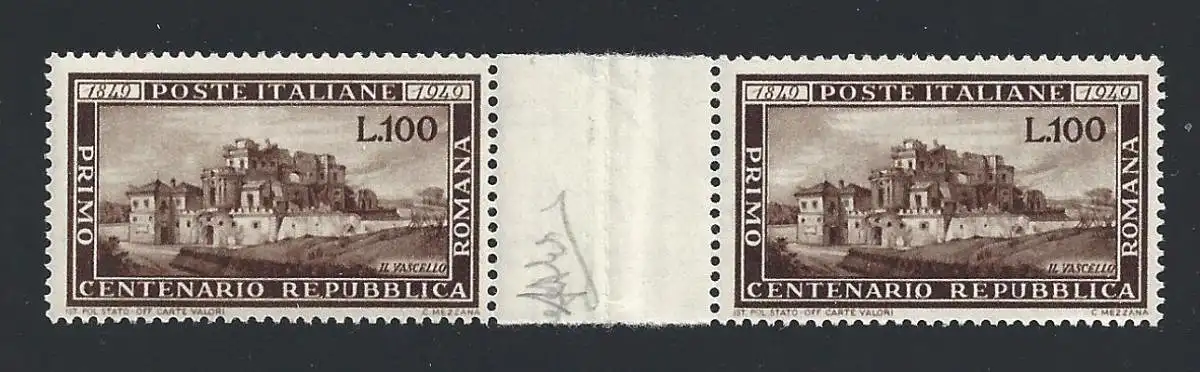 1849 POSTE ITALIANE 1949
L.100
PRIMO
ROMANA
IL VASCELLO
CENTENARIO REPUBBLICA
IST. POL. STATO-OFF. CARTE VALORI C. MEZZANA
1849 POSTE ITALIANE 1949
L.100
PRIMO
ROMANA
IL VASCELLO
CENTENARIO REPUBBLICA
IST. POL. STATO-OFF. CARTE VALORI C. MEZZANA